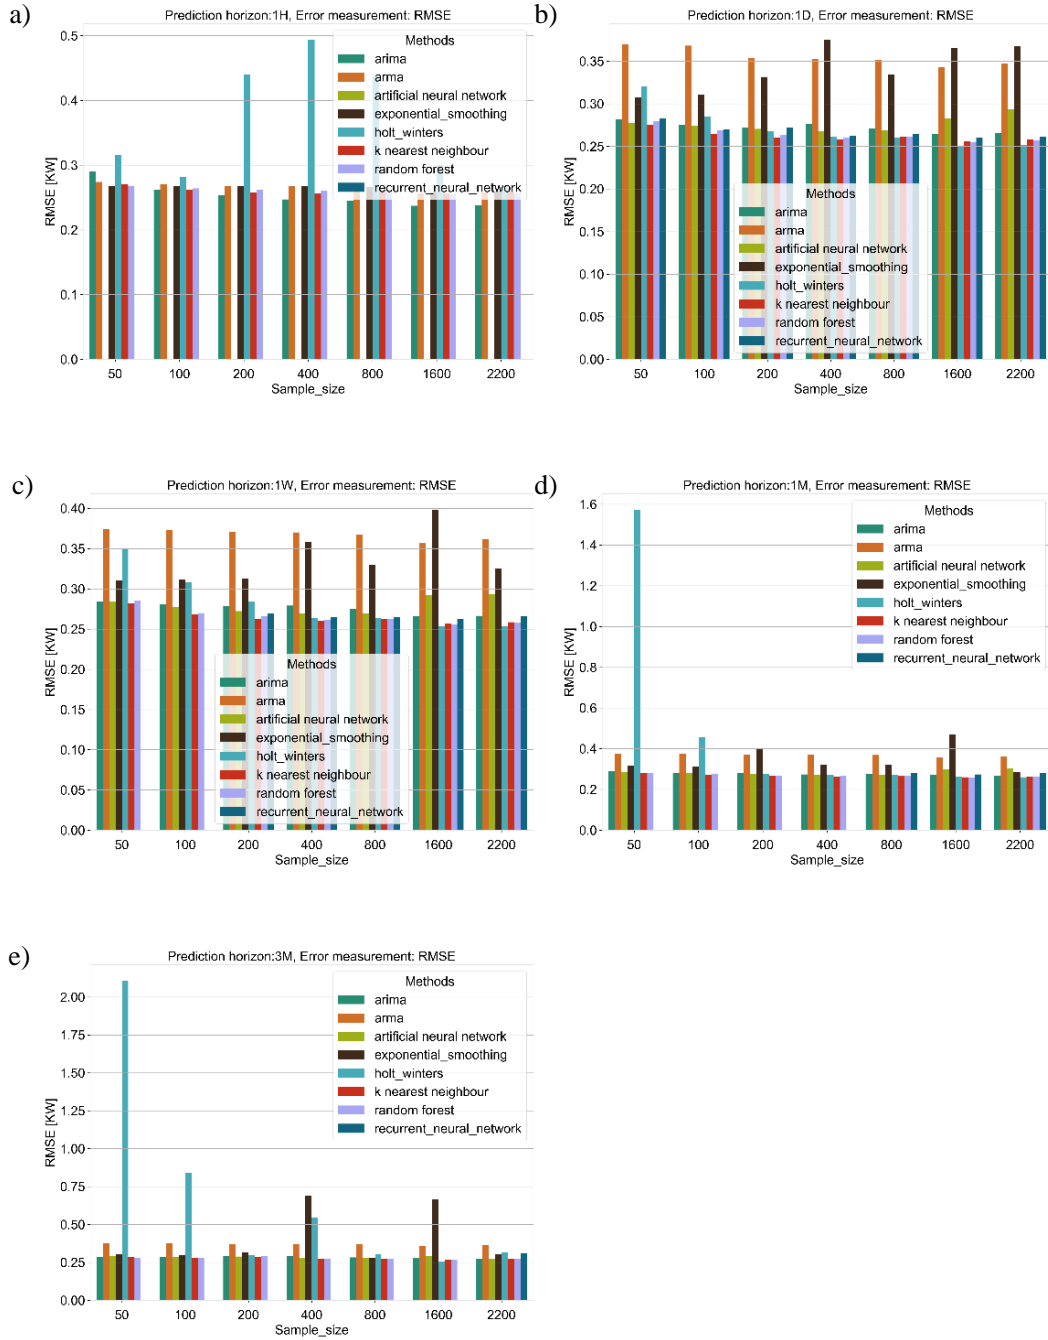 a)
Prediction horizon:1H, Error measurement: RMSE
0.5
0.4
0.3
0.2
0.1
0.0
RMSE [KW]
Methods
arima
arma
artificial neural network
exponential_smoothing
holt_winters
k nearest neighbour
random forest
recurrent_neural_network
50 100 200 400 800 1600 2200
Sample_size
b)
Prediction horizon:1D, Error measurement: RMSE
0.35
0.30
0.25
0.20
0.15
0.10
0.05
0.00
RMSE [KW]
Methods
arima
arma
artificial neural network
exponential_smoothing
holt_winters
k nearest neighbour
random forest
recurrent_neural_network
50 100 200 400 800 1600 2200
Sample_size
c)
Prediction horizon:1W, Error measurement: RMSE
0.40
0.35
0.30
0.25
0.20
0.15
0.10
0.05
0.00
RMSE [KW]
Methods
arima
arma
artificial neural network
exponential_smoothing
holt_winters
k nearest neighbour
random forest
recurrent_neural_network
50 100 200 400 800 1600 2200
Sample_size
d)
Prediction horizon:1M, Error measurement: RMSE
1.6
1.4
1.2
1.0
0.8
0.6
0.4
0.2
0.0
RMSE [KW]
Methods
arima
arma
artificial neural network
exponential_smoothing
holt_winters
k nearest neighbour
random forest
recurrent_neural_network
50 100 200 400 800 1600 2200
Sample_size
e)
Prediction horizon:3M, Error measurement: RMSE
2.00
1.75
1.50
1.25
1.00
0.75
0.50
0.25
0.00
RMSE [KW]
Methods
arima
arma
artificial neural network
exponential_smoothing
holt_winters
k nearest neighbour
random forest
recurrent_neural_network
50 100 200 400 800 1600 2200
Sample_size